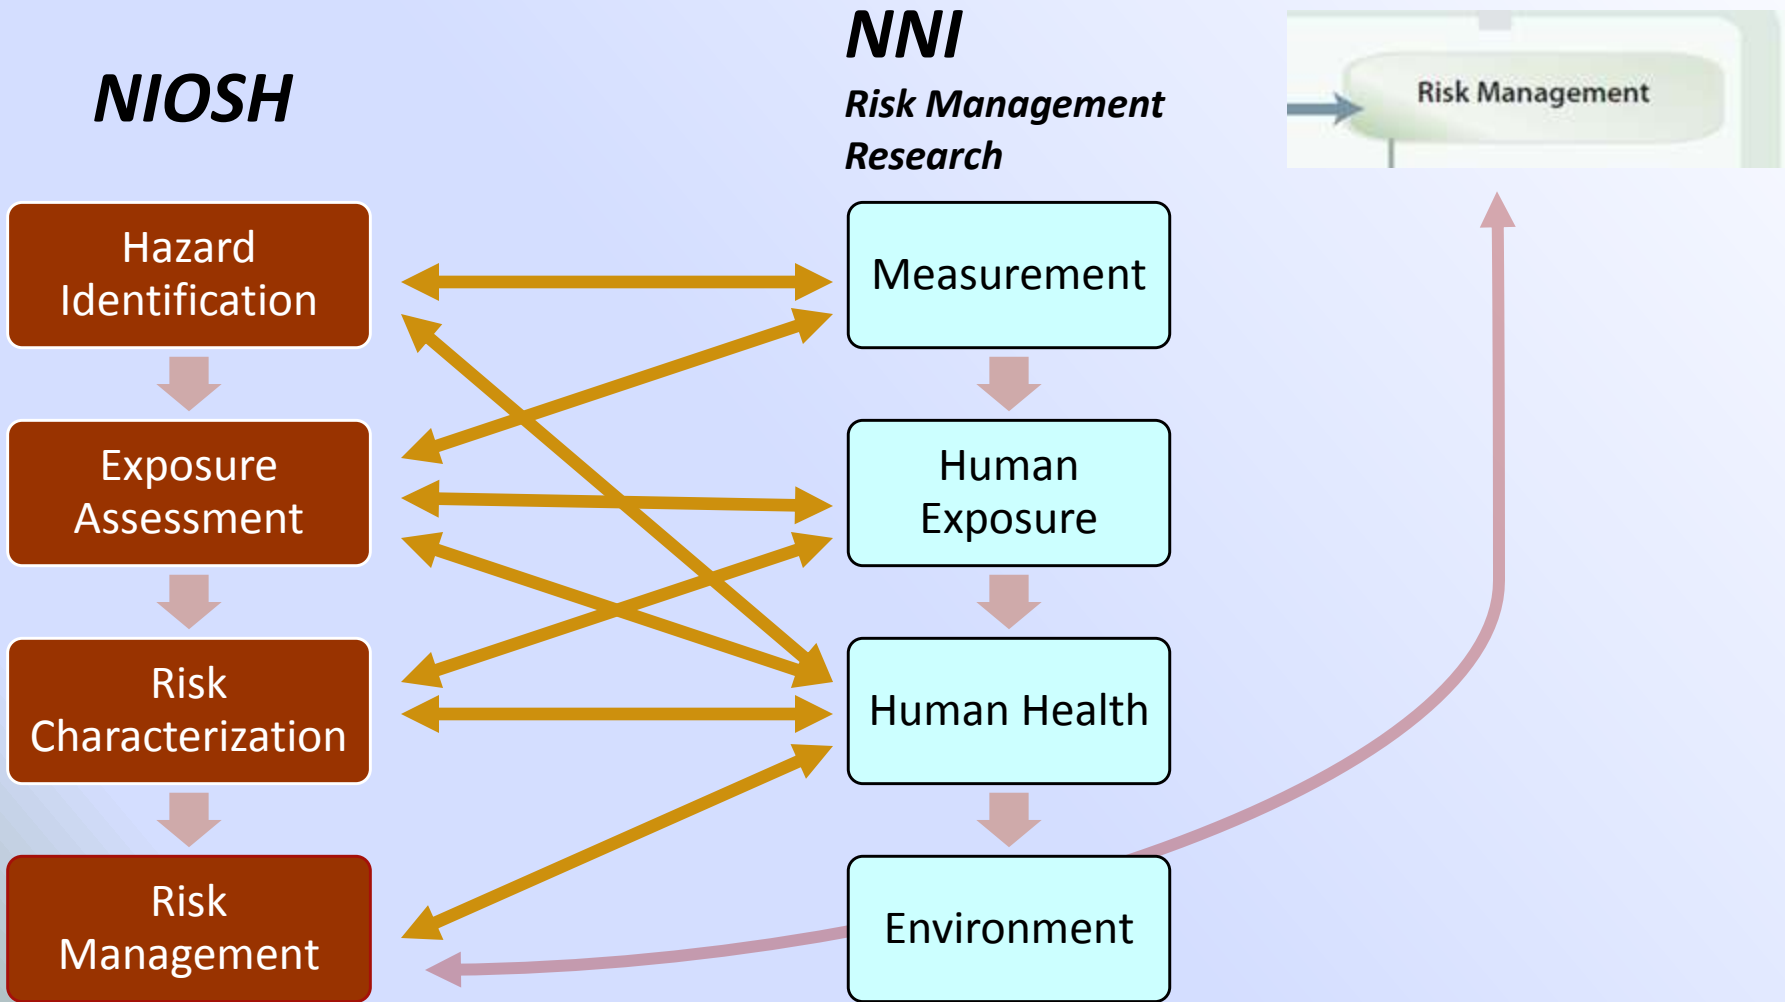 NIOSH
NNI
Risk Management
Research
Risk Management
Hazard
Identification
Measurement
Exposure
Assessment
Human
Exposure
Risk
Characterization
Human Health
Risk
Management
Environment